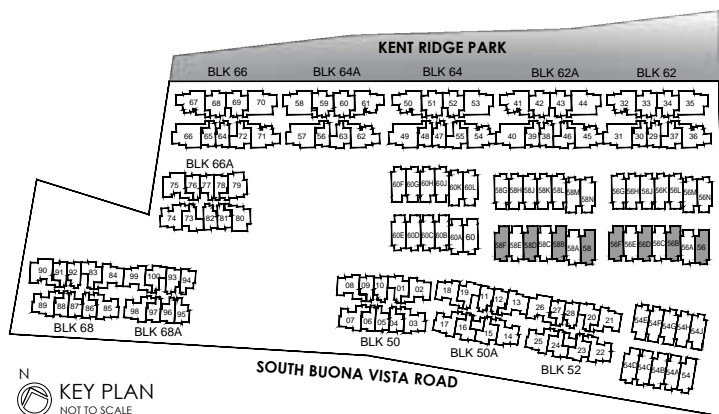 KENT RIDGE PARK
BLK 66 BLK 64A BLK 64 BLK 62A BLK 62
67 68 69 70 58 59 60 61 50 51 52 53 41 42 43 44 32 33 34 35
66 65 64 72 71 57 56 63 62 49 48 47 55 54 40 39 38 46 45 31 30 29 37 36
BLK 66A
75 76 77 78 79 60F 60G 60H 60J 60K 60L 58G 58H 58J 58K 58L 58M 58N 56G 56H 56J 56K 56L 56M 56N
74 73 82 81 80 60E 60D 60C 60B 60A 60 58F 58E 58D 58C 58B 58A 58 56F 56E 56D 56C 56B 56A 56
90 91 92 83 84 99 100 93 94 08 09 10 01 02 18 19 11 12 13 26 27 28 20 21 54E 54F 54G 54H 54J
89 88 87 86 85 98 97 96 95 07 06 05 04 03 17 16 15 14 25 24 23 22 54D 54C 54B 54A 54
BLK 68 BLK 68A BLK 50 BLK 50A BLK 52
SOUTH BUONA VISTA ROAD
N
KEY PLAN
NOT TO SCALE